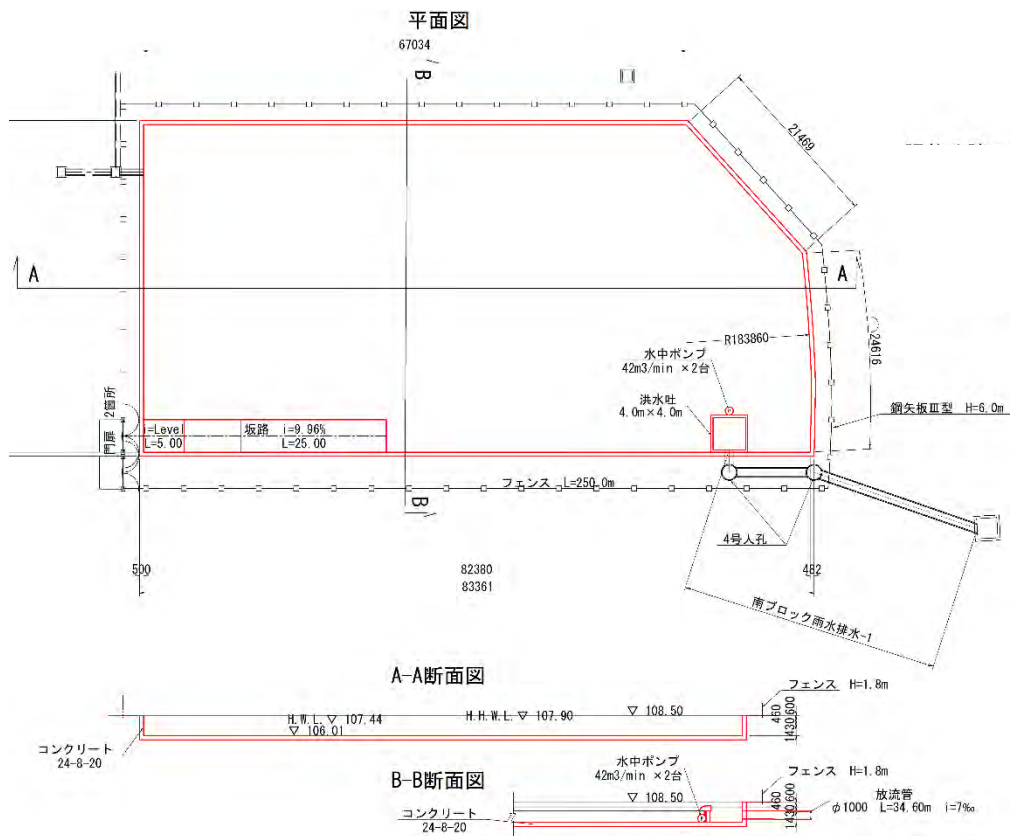 平面図
67034
B
21469
A
A
R183860
24616
水中ポンプ
42m3/min ×2台
洪水吐
4.0m×4.0m
鋼矢板Ⅲ型 H=6.0m
門扉 2箇所
i=Level
L=5.00
坂路 i=9.96%
L=25.00
フェンス L=250.0m
B
4号人孔
500
82380
482
83361
南ブロック雨水排水-1
A-A断面図
フェンス H=1.8m
H.W.L. ▽ 107.44
H.H.W.L. ▽ 107.90
▽ 108.50
▽ 106.01
460
1430
600
コンクリート
24-8-20
B-B断面図
水中ポンプ
42m3/min ×2台
フェンス H=1.8m
▽ 108.50
460
1430
600
放流管
φ1000 L=34.60m i=7‰
コンクリート
24-8-20